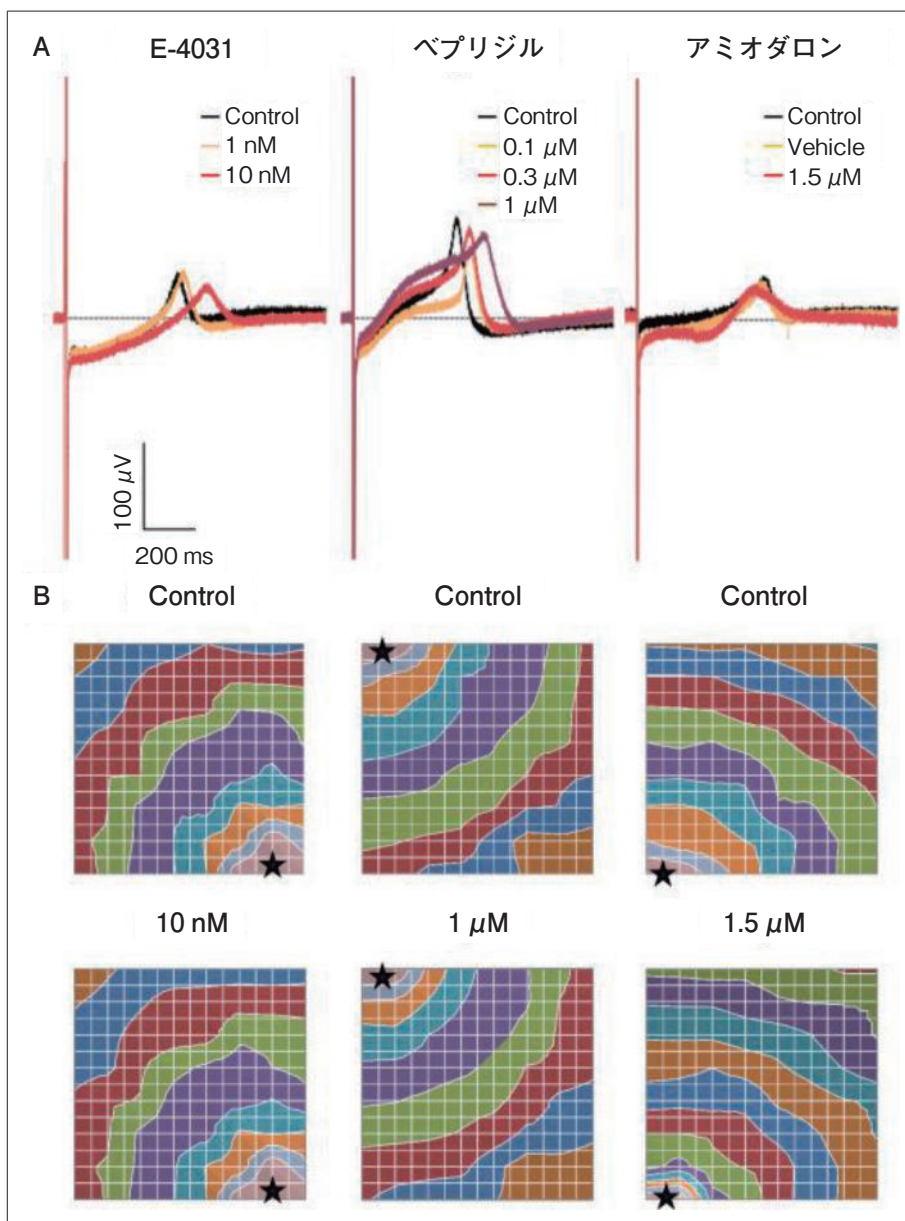 A
E-4031
ベプリジル
アミオダロン
Control
1 nM
10 nM
Control
0.1 μM
0.3 μM
1 μM
Control
Vehicle
1.5 μM
100 μV
200 ms
B
Control
Control
Control
10 nM
1 μM
1.5 μM